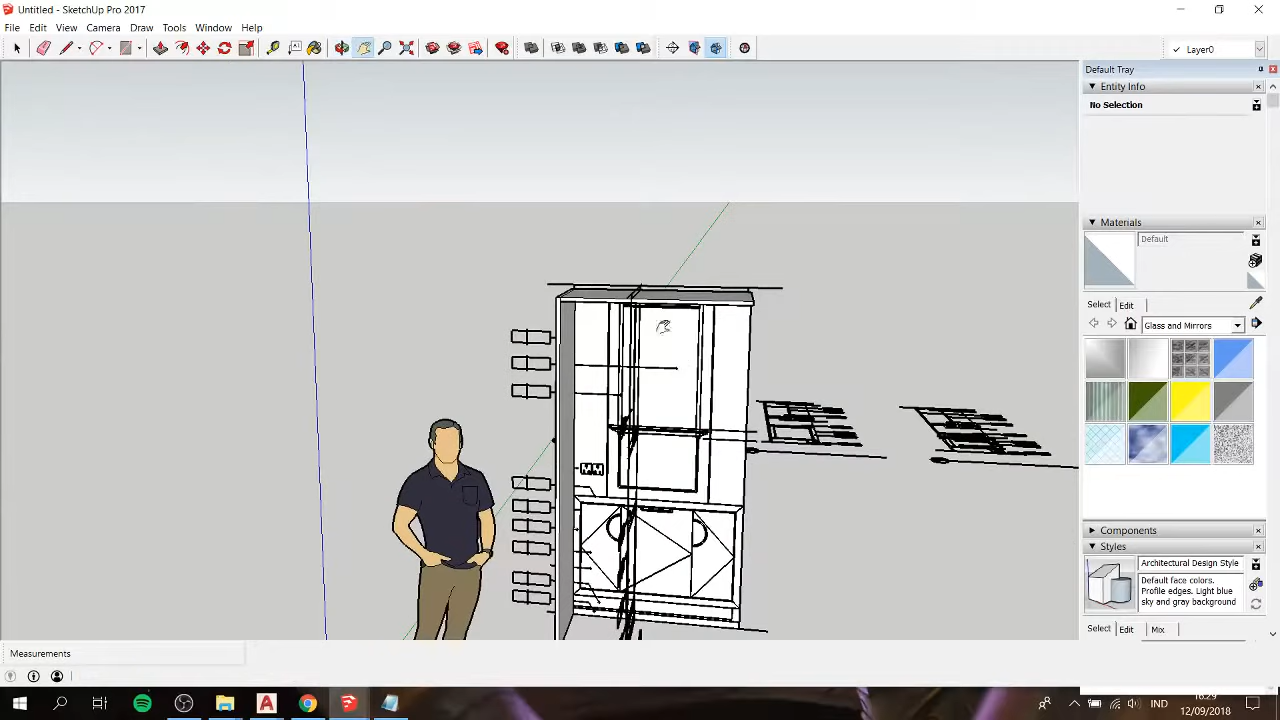 Untitled - SketchUp Pro 2017
File Edit View Camera Draw Tools Window Help
Layer0
Default Tray
Entity Info
No Selection
Materials
Default
Select Edit
Glass and Mirrors
Components
Styles
Architectural Design Style
Default face colors.
Profile edges. Light blue
sky and gray background
Select Edit Mix
Measurements
IND
16:29
12/09/2018